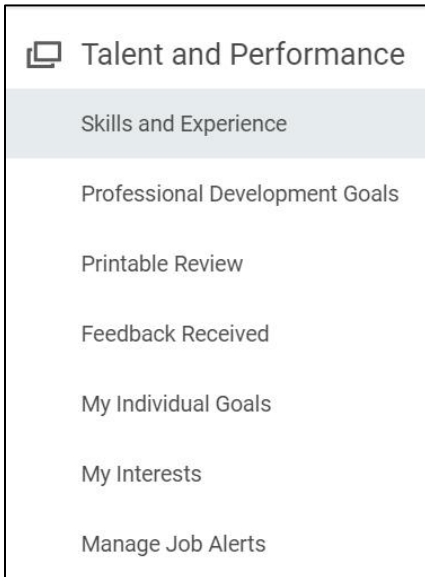 Talent and Performance
Skills and Experience
Professional Development Goals
Printable Review
Feedback Received
My Individual Goals
My Interests
Manage Job Alerts